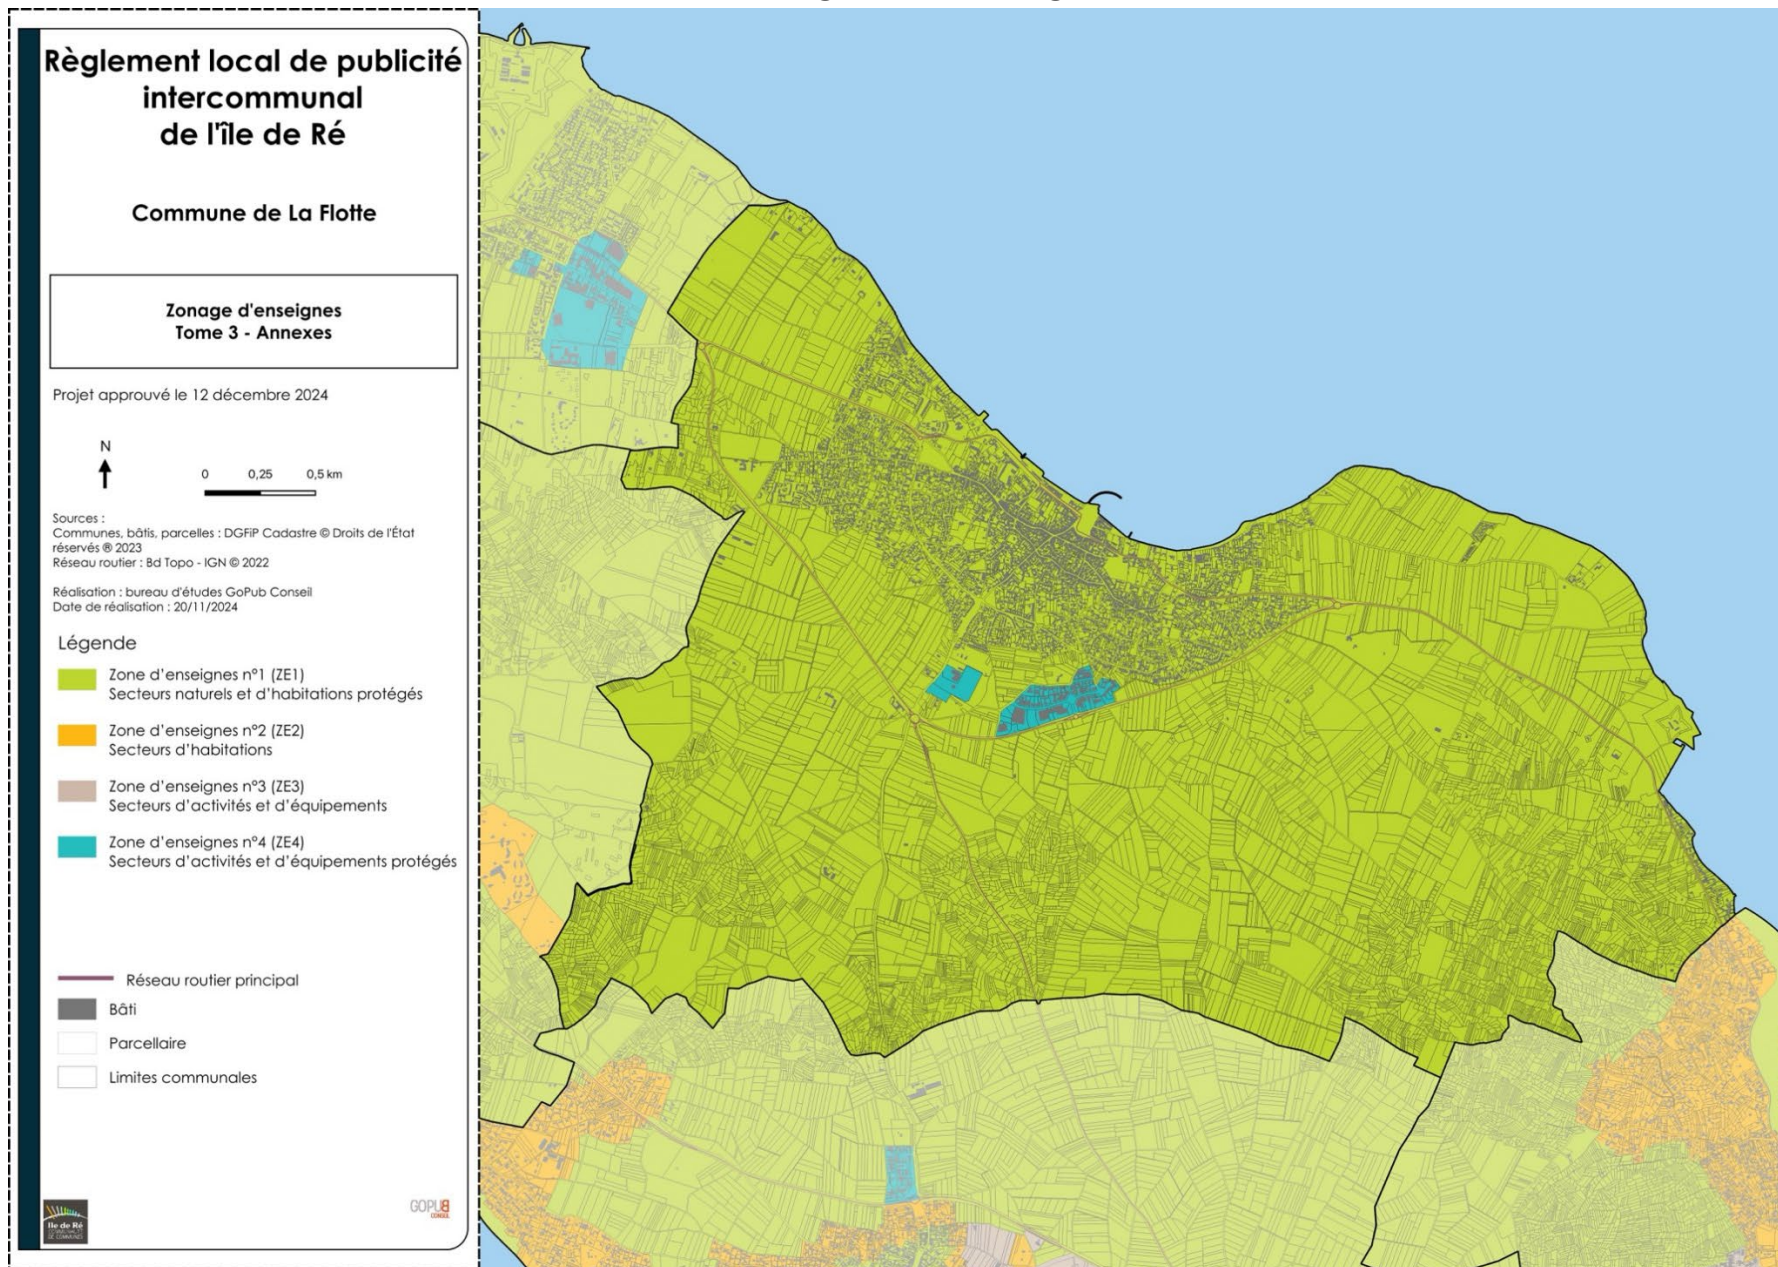 Règlement local de publicité
intercommunal
de l'île de Ré
Commune de La Flotte
Zonage d'enseignes
Tome 3 - Annexes
Projet approuvé le 12 décembre 2024
N
0 0,25 0,5 km
Sources :
Communes, bâtis, parcelles : DGFiP Cadastre © Droits de l'État
réservés ® 2023
Réseau routier : Bd Topo - IGN © 2022
Réalisation : bureau d'études GoPub Conseil
Date de réalisation : 20/11/2024
Légende
Zone d'enseignes n°1 (ZE1)
Secteurs naturels et d'habitations protégés
Zone d'enseignes n°2 (ZE2)
Secteurs d'habitations
Zone d'enseignes n°3 (ZE3)
Secteurs d'activités et d'équipements
Zone d'enseignes n°4 (ZE4)
Secteurs d'activités et d'équipements protégés
Réseau routier principal
Bâti
Parcellaire
Limites communales
Ile de Ré
COMMUNAUTÉ
DE COMMUNES
GOPUB
CONSEIL